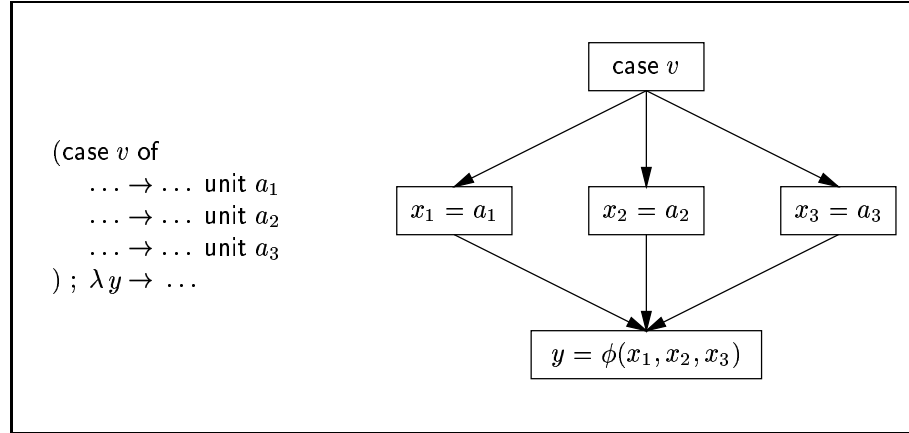 (case v of
… → … unit a₁
… → … unit a₂
… → … unit a₃
) ; λ y → …
case v
x₁ = a₁
x₂ = a₂
x₃ = a₃
y = ϕ(x₁, x₂, x₃)